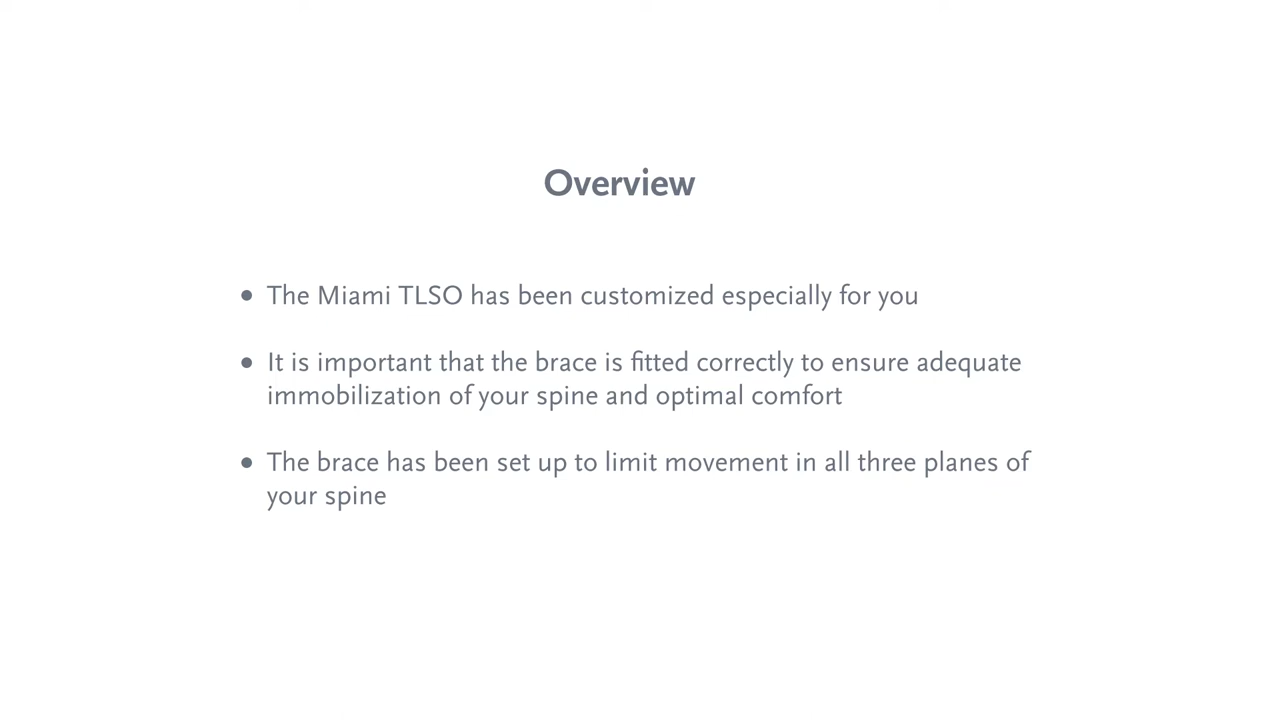 Overview
• The Miami TLSO has been customized especially for you
• It is important that the brace is fitted correctly to ensure adequate
immobilization of your spine and optimal comfort
• The brace has been set up to limit movement in all three planes of
your spine